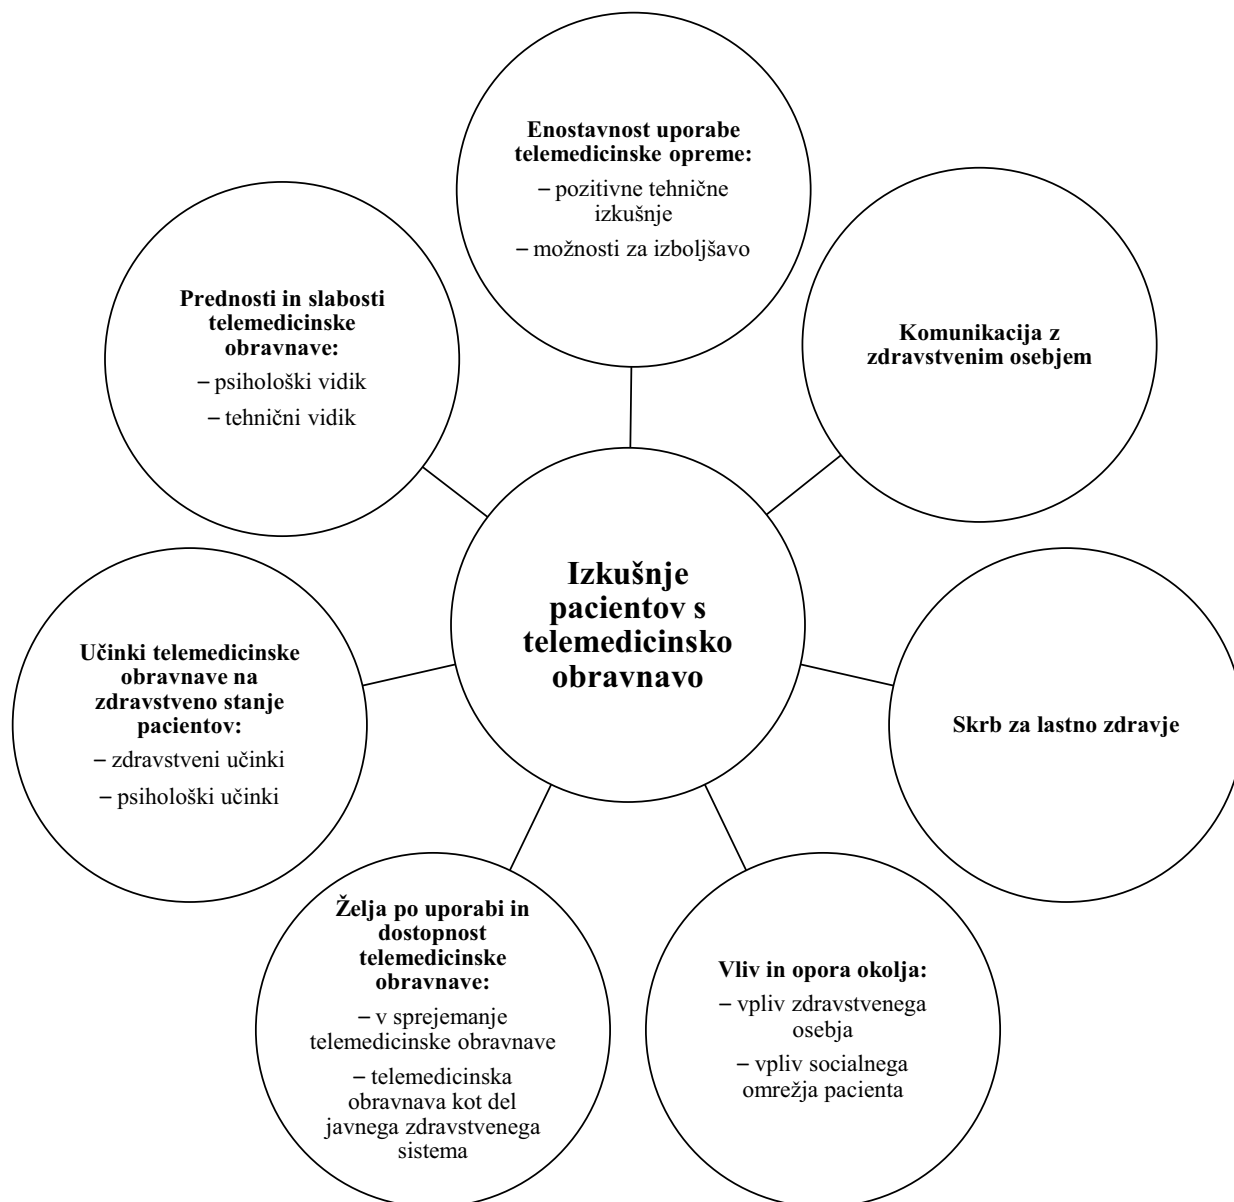 Enostavnost uporabe
telemedicinske opreme:
– pozitivne tehnične
izkušnje
– možnosti za izboljšavo
Komunikacija z
zdravstvenim osebjem
Skrb za lastno zdravje
Vliv in opora okolja:
– vpliv zdravstvenega
osebja
– vpliv socialnega
omrežja pacienta
Želja po uporabi in
dostopnost
telemedicinske
obravnave:
– v sprejemanje
telemedicinske obravnave
– telemedicinska
obravnava kot del
javnega zdravstvenega
sistema
Učinki telemedicinske
obravnave na
zdravstveno stanje
pacientov:
– zdravstveni učinki
– psihološki učinki
Prednosti in slabosti
telemedicinske
obravnave:
– psihološki vidik
– tehnični vidik
Izkušnje
pacientov s
telemedicinsko
obravnavo